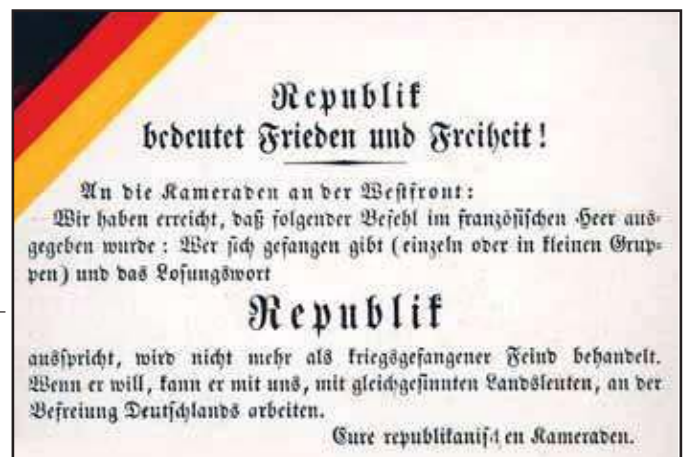 Republik
bedeutet Frieden und Freiheit!
An die Kameraden an der Westfront:
Wir haben erreicht, daß folgender Befehl im französischen Heer aus-
gegeben wurde: Wer sich gefangen gibt (einzeln oder in kleinen Grup-
pen) und das Losungswort
Republik
ausspricht, wird nicht mehr als kriegsgefangener Feind behandelt.
Wenn er will, kann er mit uns, mit gleichgesinnten Landsleuten, an der
Befreiung Deutschlands arbeiten.
Eure republikanischen Kameraden.